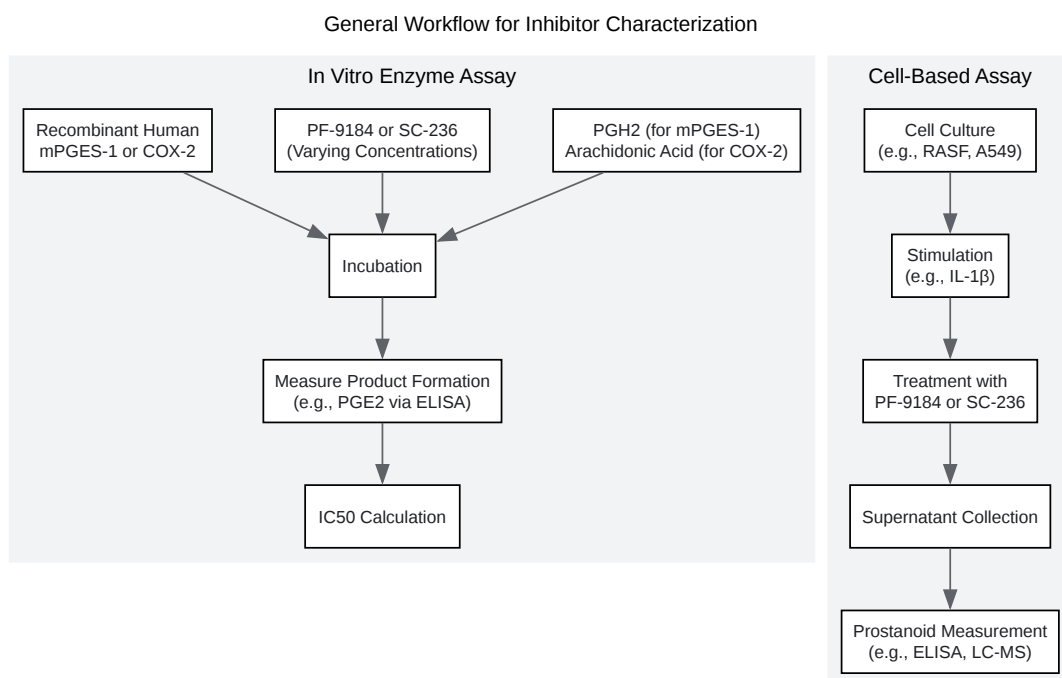 General Workflow for Inhibitor Characterization
In Vitro Enzyme Assay
Recombinant Human
mPGES-1 or COX-2
PF-9184 or SC-236
(Varying Concentrations)
PGH2 (for mPGES-1)
Arachidonic Acid (for COX-2)
Incubation
Measure Product Formation
(e.g., PGE2 via ELISA)
IC50 Calculation
Cell-Based Assay
Cell Culture
(e.g., RASF, A549)
Stimulation
(e.g., IL-1β)
Treatment with
PF-9184 or SC-236
Supernatant Collection
Prostanoid Measurement
(e.g., ELISA, LC-MS)